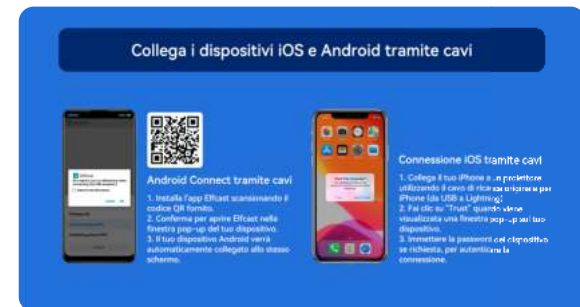 Collega i dispositivi iOS e Android tramite cavi
Android Connect tramite cavi
1. Installa l'app Effcast scansionando il
codice QR fornito.
2. Conferma per aprire Effcast nella
finestra pop-up del tuo dispositivo.
3. Il tuo dispositivo Android verrà
automaticamente collegato allo stesso
schermo.
Connessione iOS tramite cavi
1. Collega il tuo iPhone a un proiettore
utilizzando il cavo di ricarica originale per
iPhone (da USB a Lightning)
2. Fai clic su "Trust" quando viene
visualizzata una finestra pop-up sul tuo
dispositivo.
3. Immettere la password del dispositivo
se richiesta, per autenticare la
connessione.